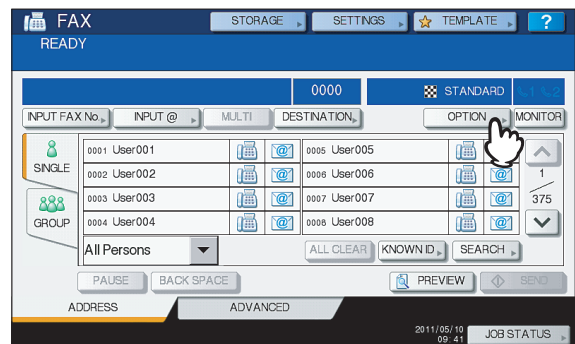 FAX STORAGE SETTINGS TEMPLATE ?
READY
0000 STANDARD 1 2
INPUT FAX No. INPUT @ MULTI DESTINATION OPTION MONITOR
SINGLE
GROUP
0001 User001
0002 User002
0003 User003
0004 User004
0005 User005
0006 User006
0007 User007
0008 User008
1
375
All Persons ALL CLEAR KNOWN ID SEARCH
PAUSE BACK SPACE PREVIEW SEND
ADDRESS ADVANCED
2011/05/10
09:41 JOB STATUS